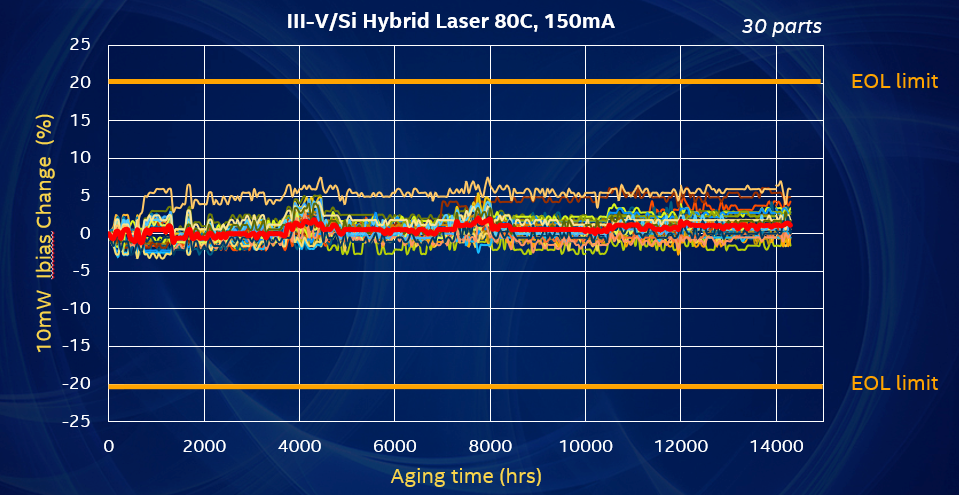 III-V/Si Hybrid Laser 80C, 150mA
30 parts
25
20
15
10
5
0
-5
-10
-15
-20
-25
EOL limit
EOL limit
10mW Ibias Change (%)
0 2000 4000 6000 8000 10000 12000 14000
Aging time (hrs)